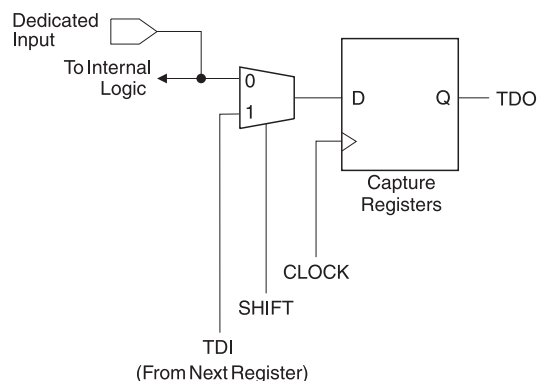 Dedicated
Input
To Internal
Logic
0
1
D
Q
TDO
Capture
Registers
CLOCK
SHIFT
TDI
(From Next Register)